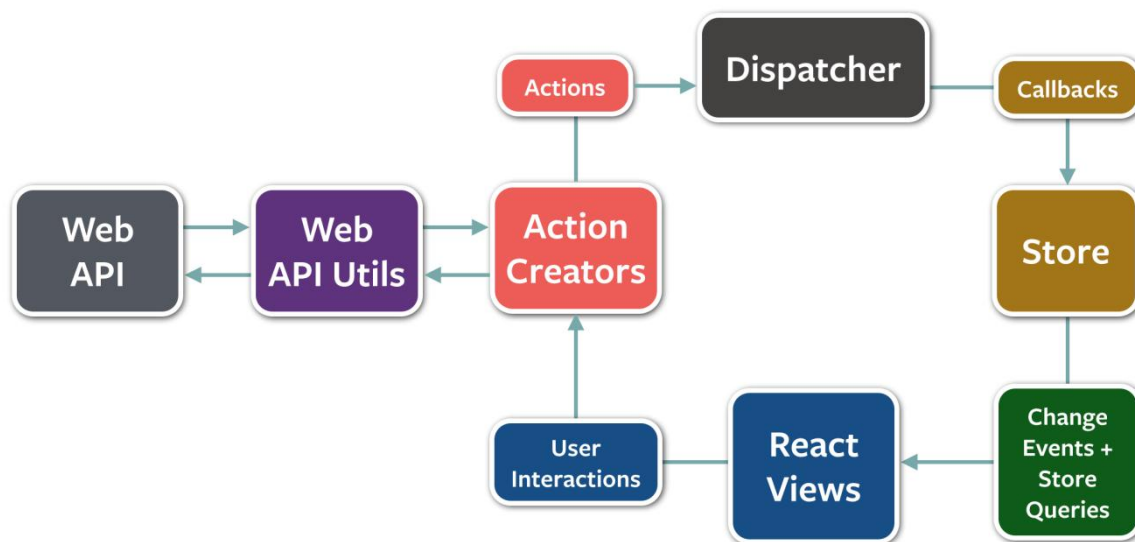 Actions
Dispatcher
Callbacks
Web
API
Web
API Utils
Action
Creators
Store
User
Interactions
React
Views
Change
Events +
Store
Queries